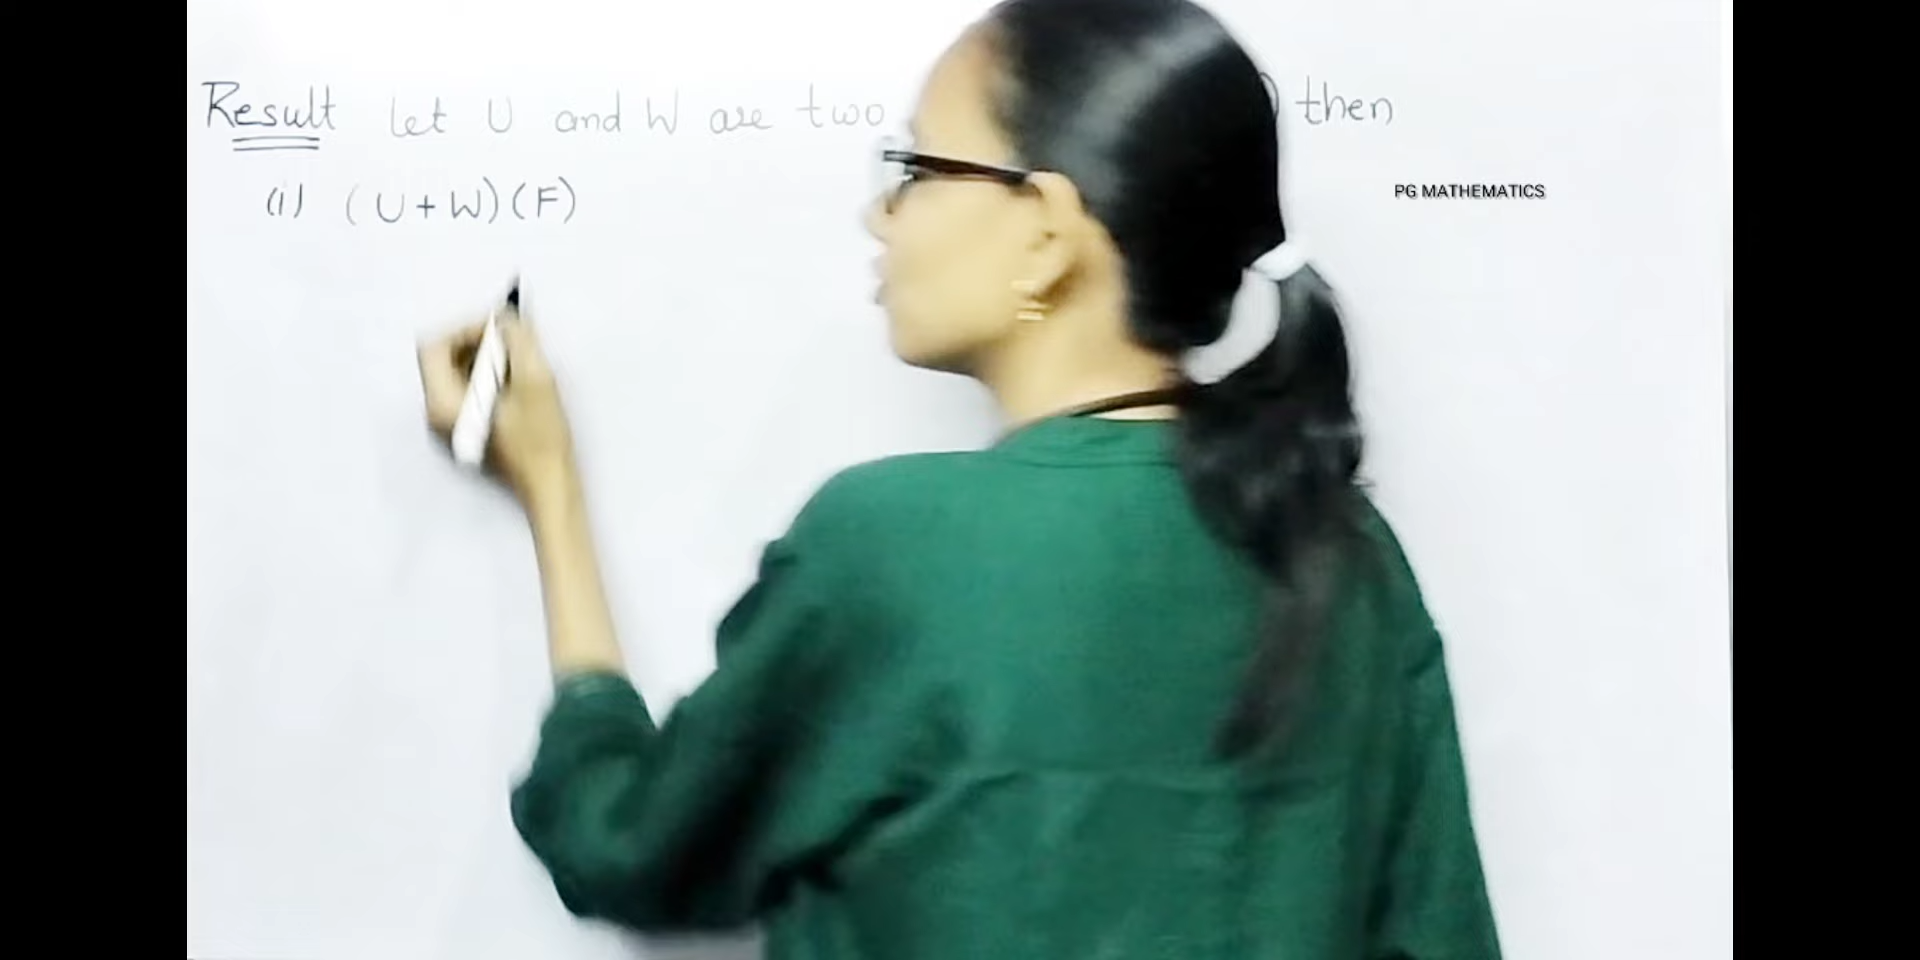 Result Let U and W are two ) then
(i) (U+W)(F)
PG MATHEMATICS